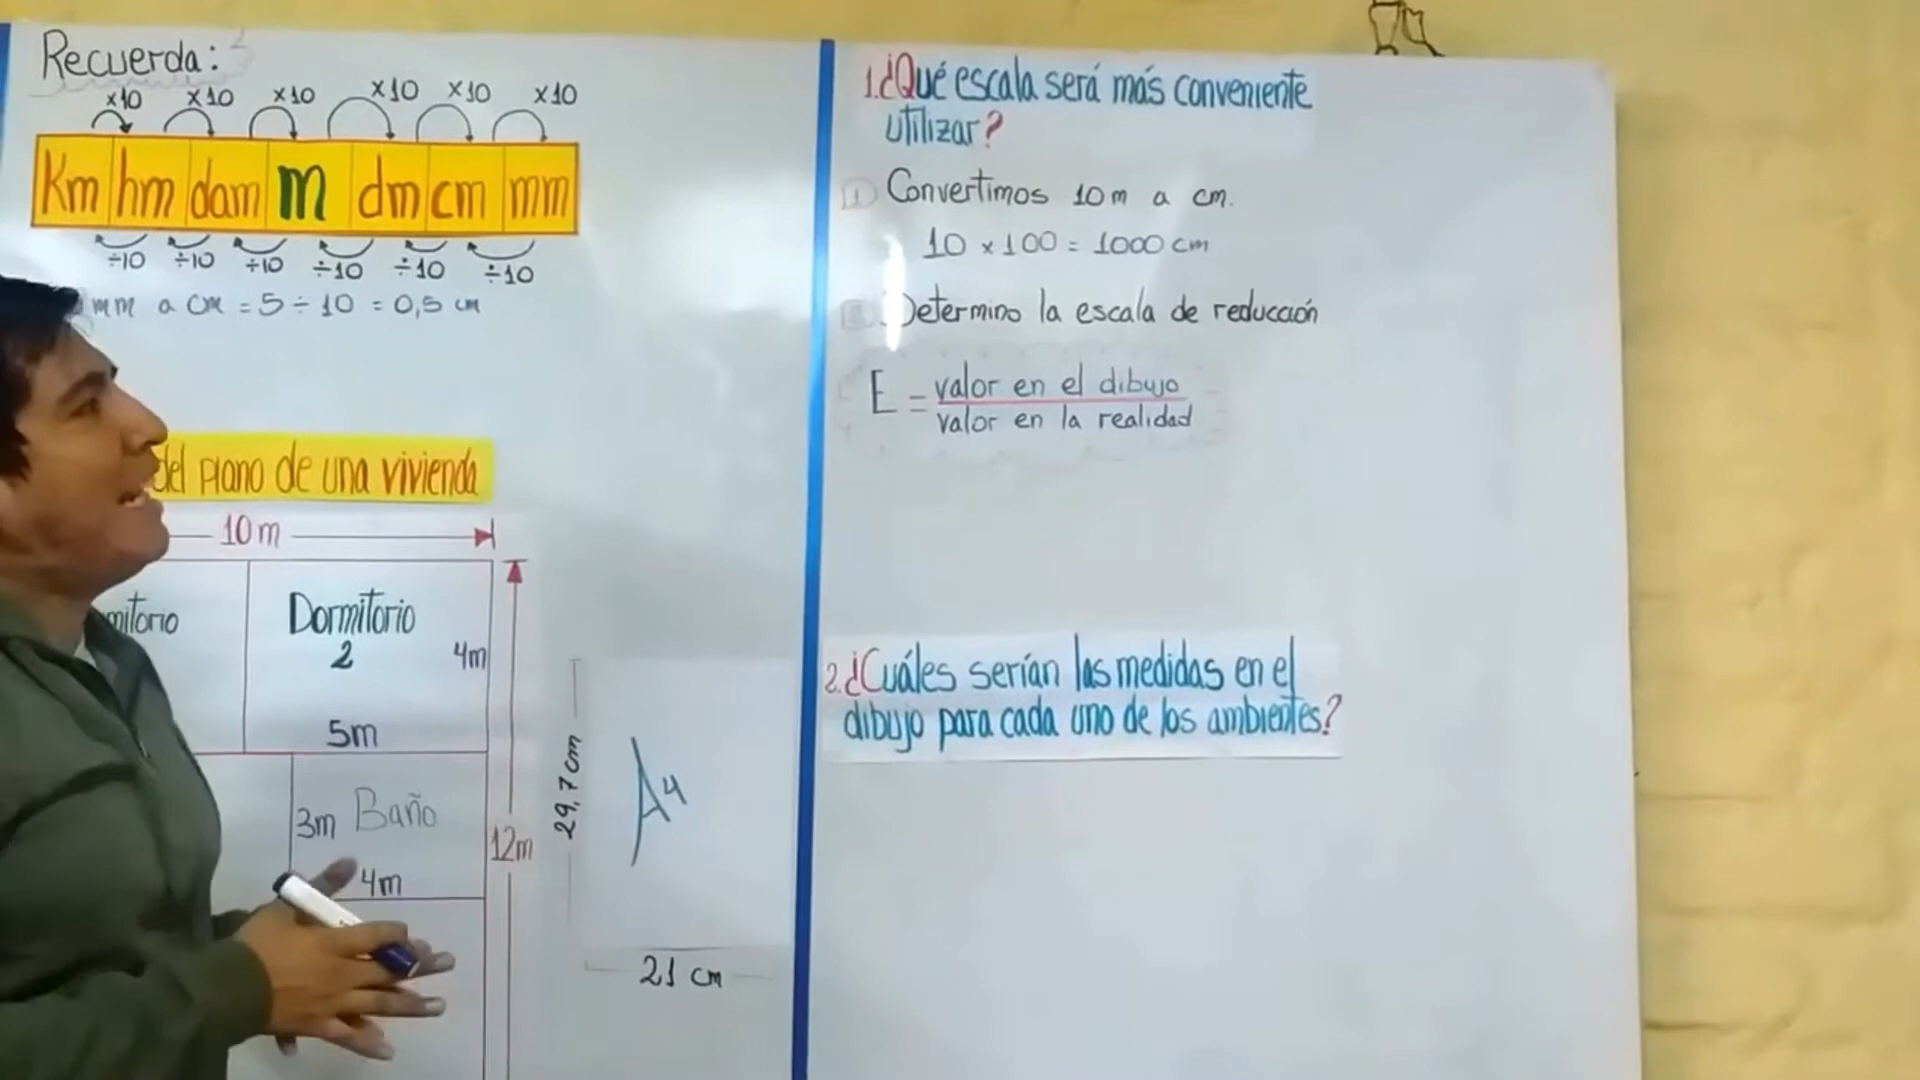 Recuerda:
x10 x10 x10 x10 x10 x10
Km hm dam m dm cm mm
÷10 ÷10 ÷10 ÷10 ÷10 ÷10
mm a cm = 5 ÷ 10 = 0,5 cm
del plano de una vivienda
10 m
mitorio
Dormitorio
2
4m
5m
3m Baño
4m
12m
29,7 cm
A4
21 cm
1. ¿Qué escala será más conveniente
utilizar?
1 Convertimos 10 m a cm.
10 x 100 = 1000 cm
Determino la escala de reducción
E = valor en el dibujo
valor en la realidad
2. ¿Cuáles serían las medidas en el
dibujo para cada uno de los ambientes?